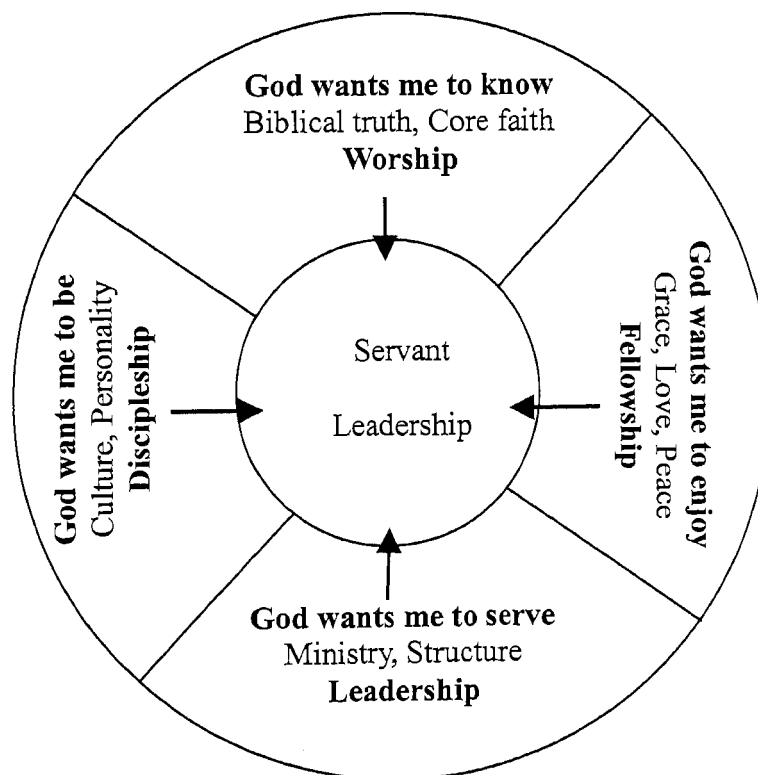 God wants me to know
Biblical truth, Core faith
Worship
God wants me to be
Culture, Personality
Discipleship
Servant
Leadership
God wants me to enjoy
Grace, Love, Peace
Fellowship
God wants me to serve
Ministry, Structure
Leadership